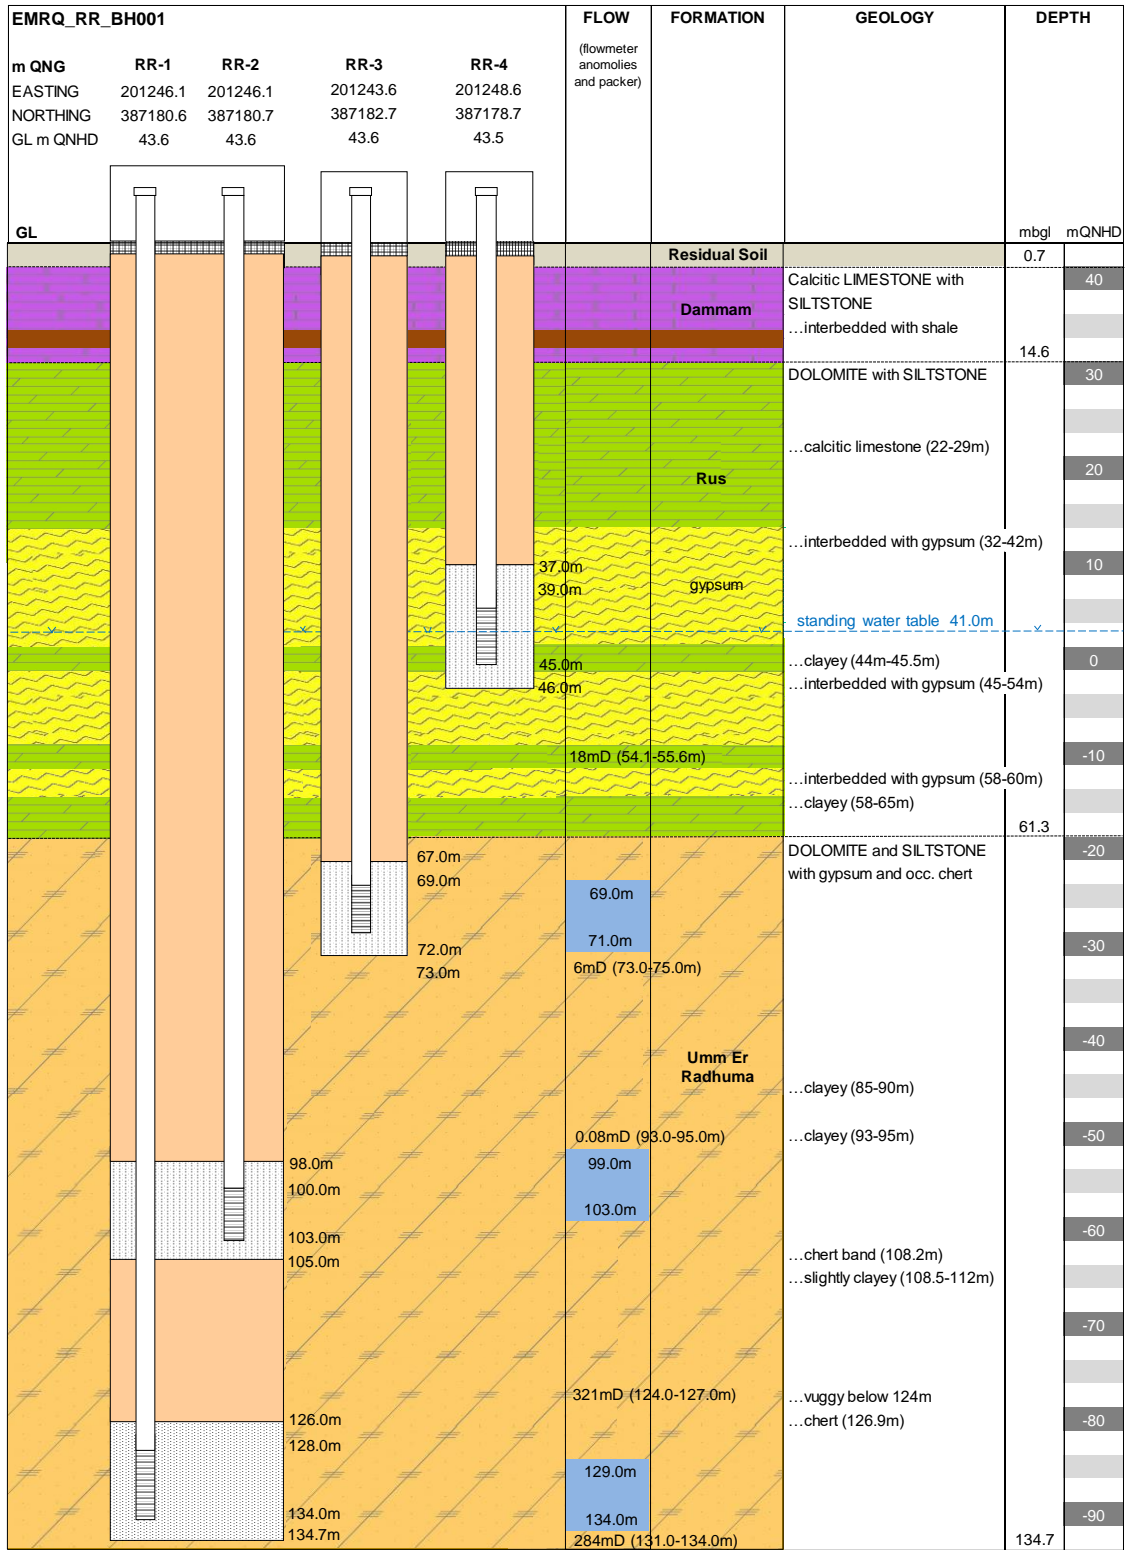 EMRQ_RR_BH001 FLOW FORMATION GEOLOGY DEPTH
(flowmeter anomolies and packer)
m QNG RR-1 RR-2 RR-3 RR-4
EASTING 201246.1 201246.1 201243.6 201248.6
NORTHING 387180.6 387180.7 387182.7 387178.7
GL m QNHD 43.6 43.6 43.6 43.5
GL mbgl mQNHD
Residual Soil 0.7
Calcitic LIMESTONE with 40
SILTSTONE
Dammam
...interbedded with shale
14.6
DOLOMITE with SILTSTONE 30
...calcitic limestone (22-29m)
20
Rus
...interbedded with gypsum (32-42m)
37.0m 10
39.0m gypsum
standing water table 41.0m
45.0m ...clayey (44m-45.5m) 0
46.0m ...interbedded with gypsum (45-54m)
18mD (54.1-55.6m) -10
...interbedded with gypsum (58-60m)
...clayey (58-65m)
61.3
67.0m DOLOMITE and SILTSTONE -20
69.0m with gypsum and occ. chert
69.0m
71.0m
72.0m -30
73.0m 6mD (73.0-75.0m)
-40
Umm Er
Radhuma
...clayey (85-90m)
0.08mD (93.0-95.0m) ...clayey (93-95m) -50
98.0m 99.0m
100.0m
103.0m
103.0m -60
105.0m ...chert band (108.2m)
...slightly clayey (108.5-112m)
-70
321mD (124.0-127.0m) ...vuggy below 124m
126.0m ...chert (126.9m) -80
128.0m
129.0m
134.0m 134.0m -90
134.7m 284mD (131.0-134.0m) 134.7